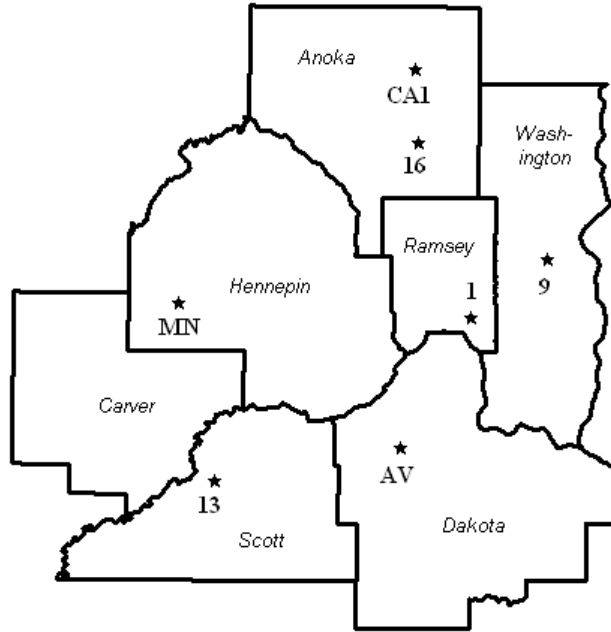 Anoka
CA1
Wash-
ington
16
Ramsey
Hennepin
9
1
MN
Carver
AV
13
Dakota
Scott